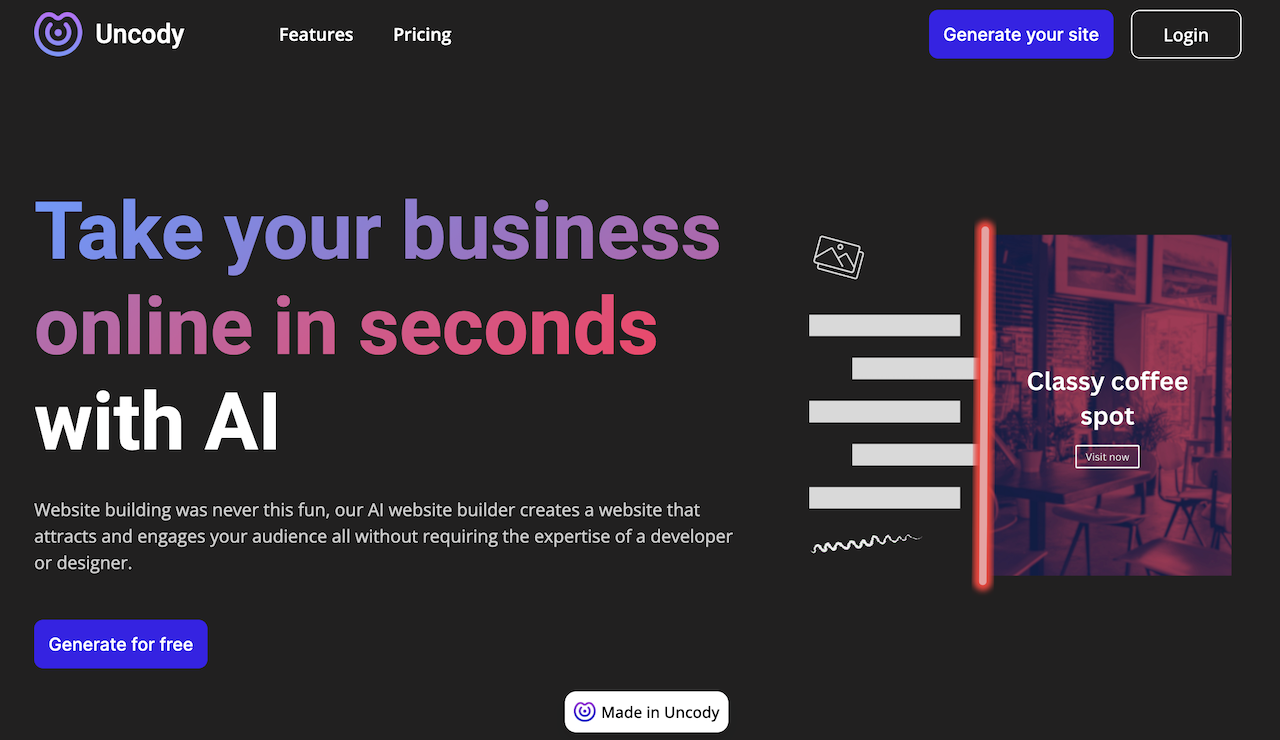 Uncody
Features
Pricing
Generate your site
Login
Take your business
online in seconds
with AI
Website building was never this fun, our AI website builder creates a website that
attracts and engages your audience all without requiring the expertise of a developer
or designer.
Generate for free
Classy coffee
spot
Visit now
Made in Uncody